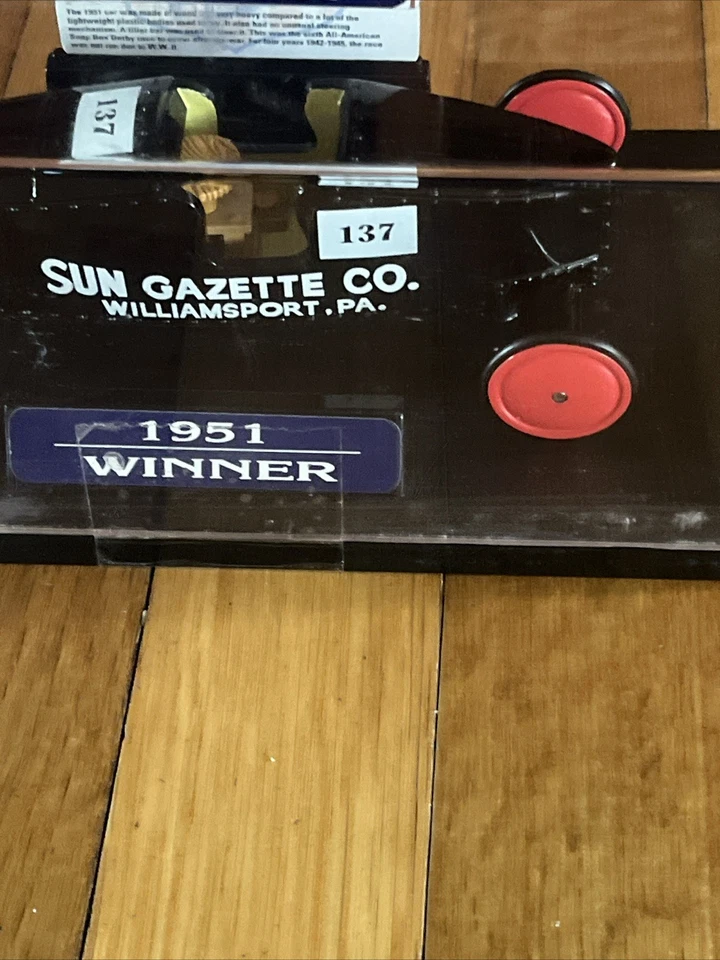 The 1951 car was made of wood very heavy compared to a lot of the
lightweight plastic bodies used It also had an unusual steering
mechanism. A tiller bar was used to This was the sixth All-American
Soap Box Derby race to after the war. For four years 1942-1945, the race
was not run due to W.W. II.
137
137
SUN GAZETTE CO.
WILLIAMSPORT, PA.
1951
WINNER